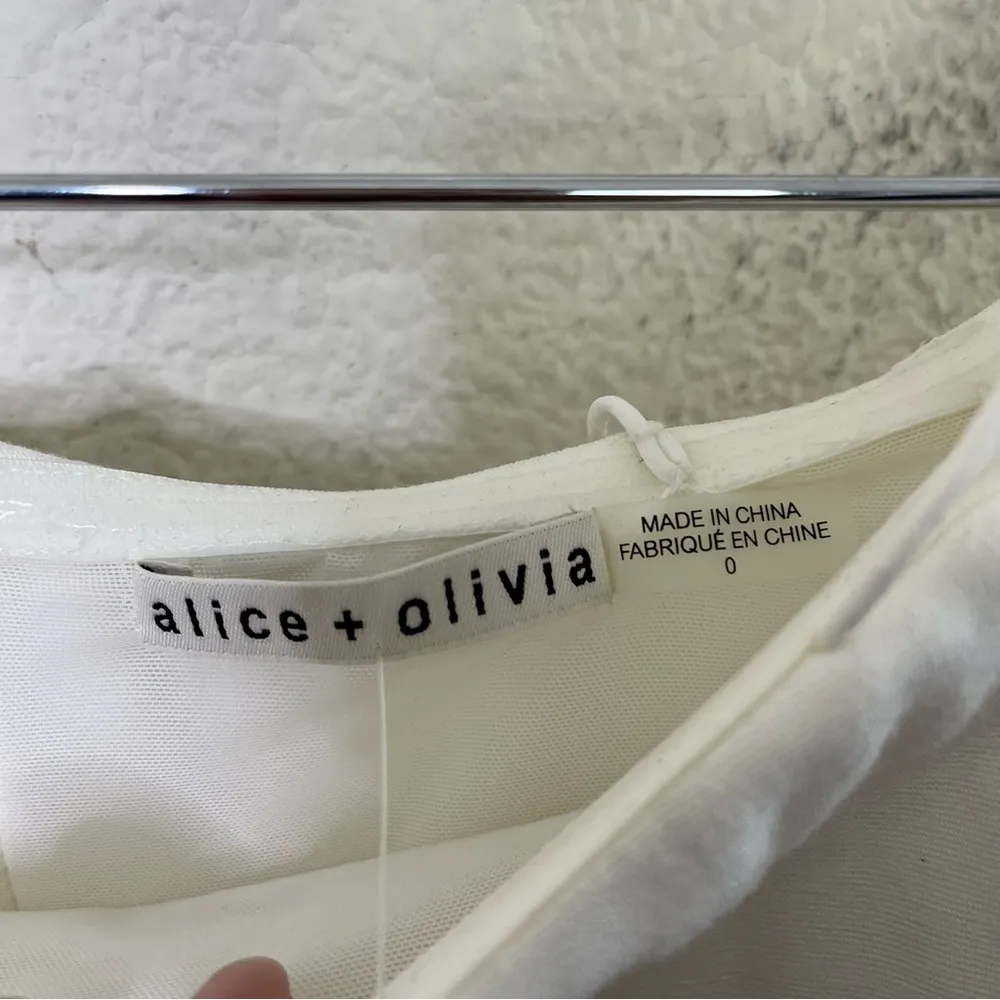 alice + olivia
MADE IN CHINA
FABRIQUÉ EN CHINE
0